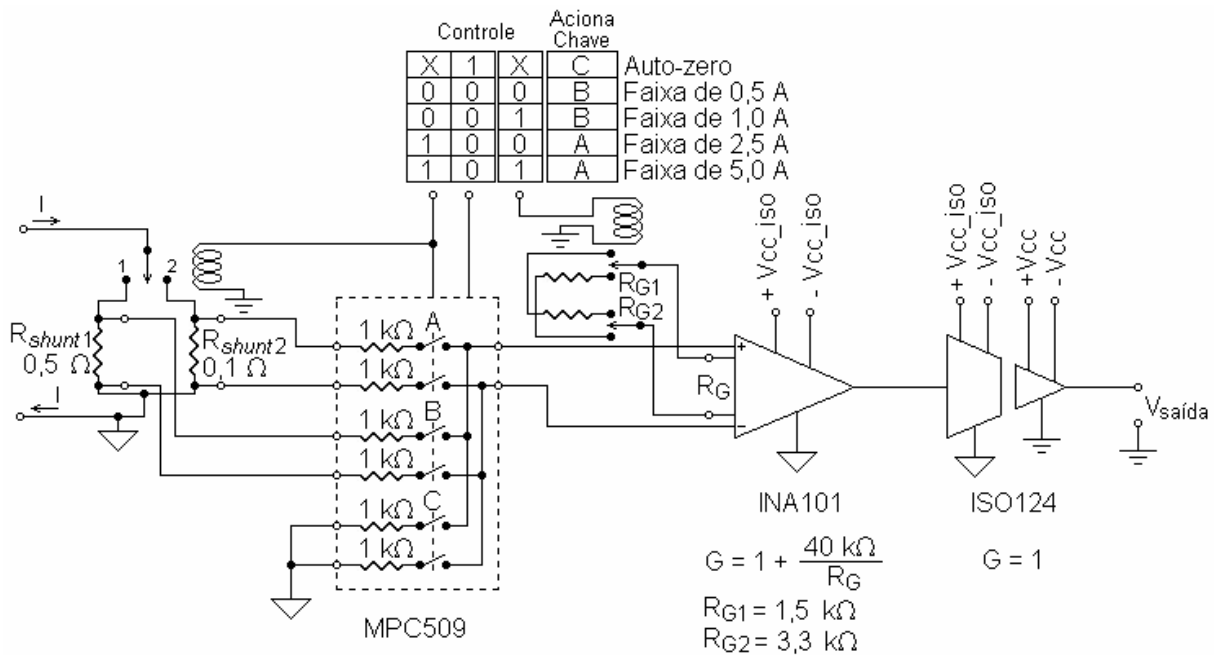 Controle
Aciona
Chave
X 1 X C Auto-zero
0 0 0 B Faixa de 0,5 A
0 0 1 B Faixa de 1,0 A
1 0 0 A Faixa de 2,5 A
1 0 1 A Faixa de 5,0 A
I
1 2
Rshunt1
0,5 Ω
Rshunt2
0,1 Ω
I
1 kΩ A
1 kΩ
1 kΩ B
1 kΩ
1 kΩ C
1 kΩ
MPC509
RG1
RG2
+ Vcc_iso
- Vcc_iso
+
RG
−
INA101
G = 1 + 40 kΩ / RG
RG1 = 1,5 kΩ
RG2 = 3,3 kΩ
+ Vcc_iso
- Vcc_iso
+ Vcc
- Vcc
Vsaída
ISO124
G = 1